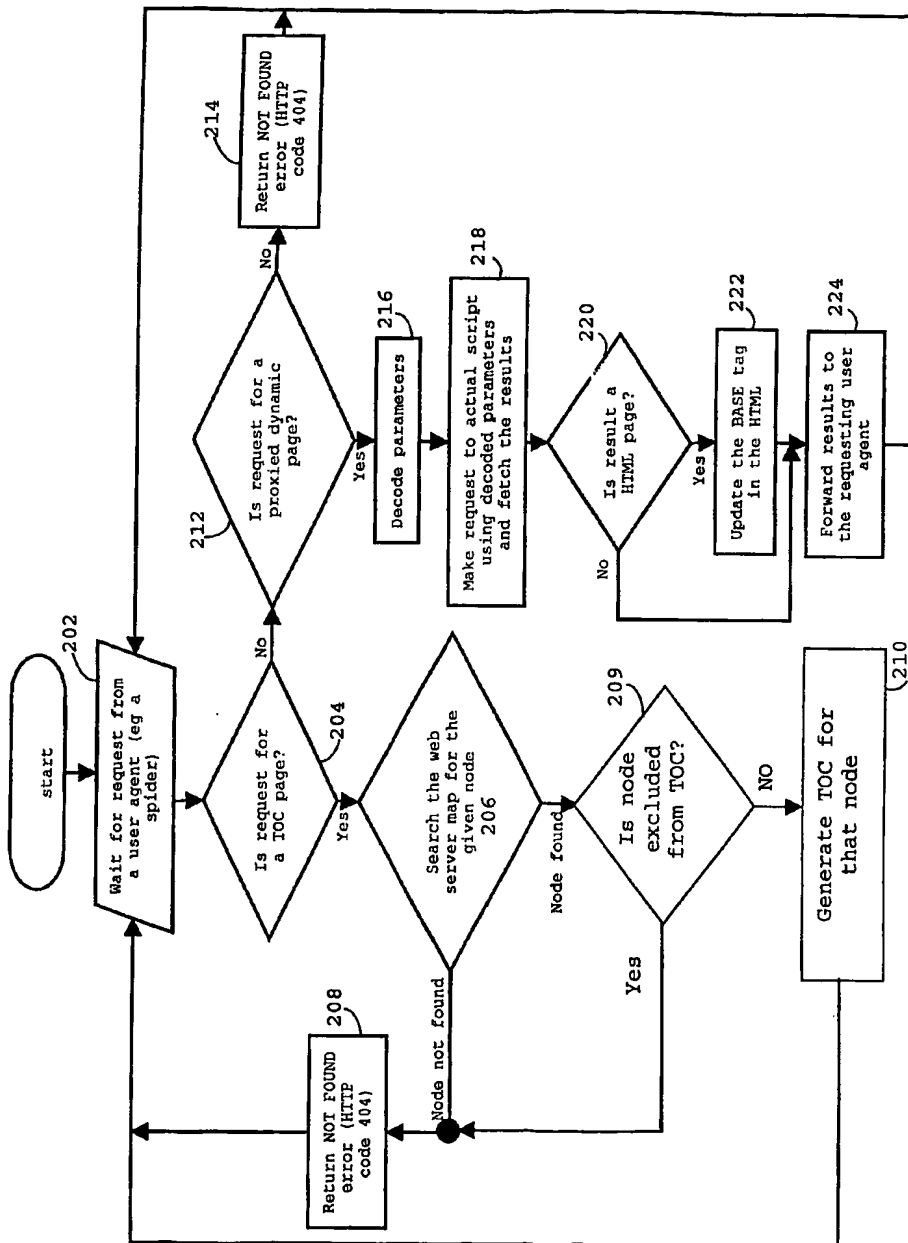 start
202
Wait for request from
a user agent (eg a
spider)
Is request for
a TOC page?
204
No
Yes
Search the web
server map for the
given node
206
Node not found
Node found
208
Return NOT FOUND
error (HTTP
code 404)
209
Is node
excluded
from TOC?
Yes
NO
Generate TOC for
that node
210
212
Is request for a
proxied dynamic
page?
No
Yes
214
Return NOT FOUND
error (HTTP
code 404)
Decode parameters
216
Make request to actual script
using decoded parameters
and fetch the results
218
Is result a
HTML page?
220
No
Yes
Update the BASE tag
in the HTML
222
Forward results to
the requesting user
agent
224